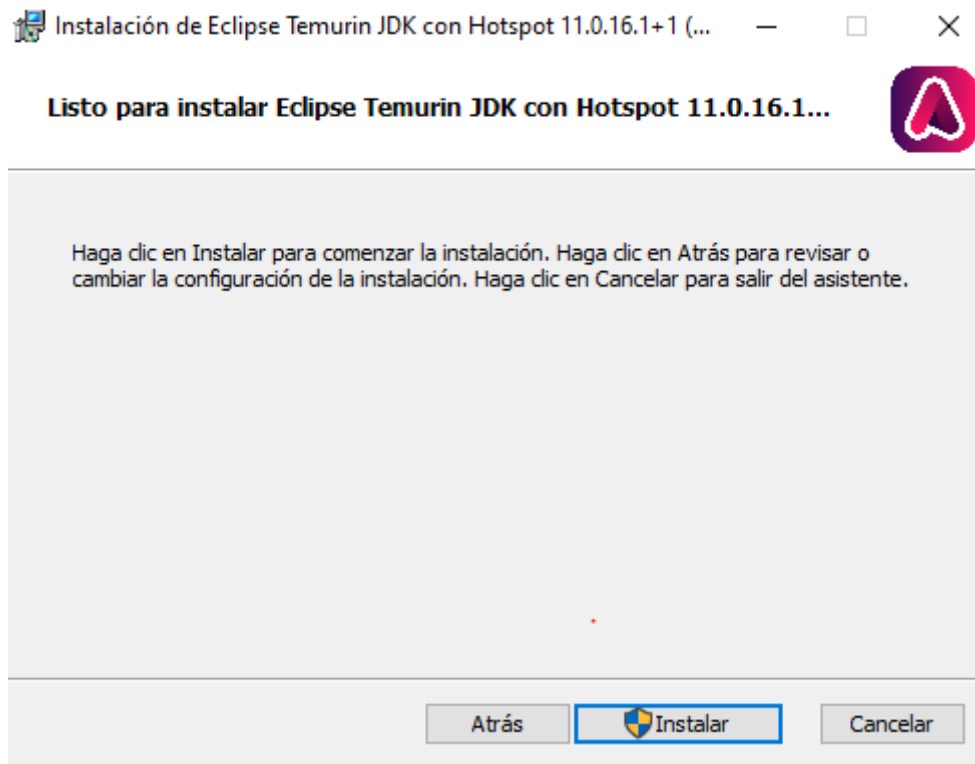 Instalación de Eclipse Temurin JDK con Hotspot 11.0.16.1+1 (...
Listo para instalar Eclipse Temurin JDK con Hotspot 11.0.16.1...
Haga clic en Instalar para comenzar la instalación. Haga clic en Atrás para revisar o
cambiar la configuración de la instalación. Haga clic en Cancelar para salir del asistente.
Atrás
Instalar
Cancelar